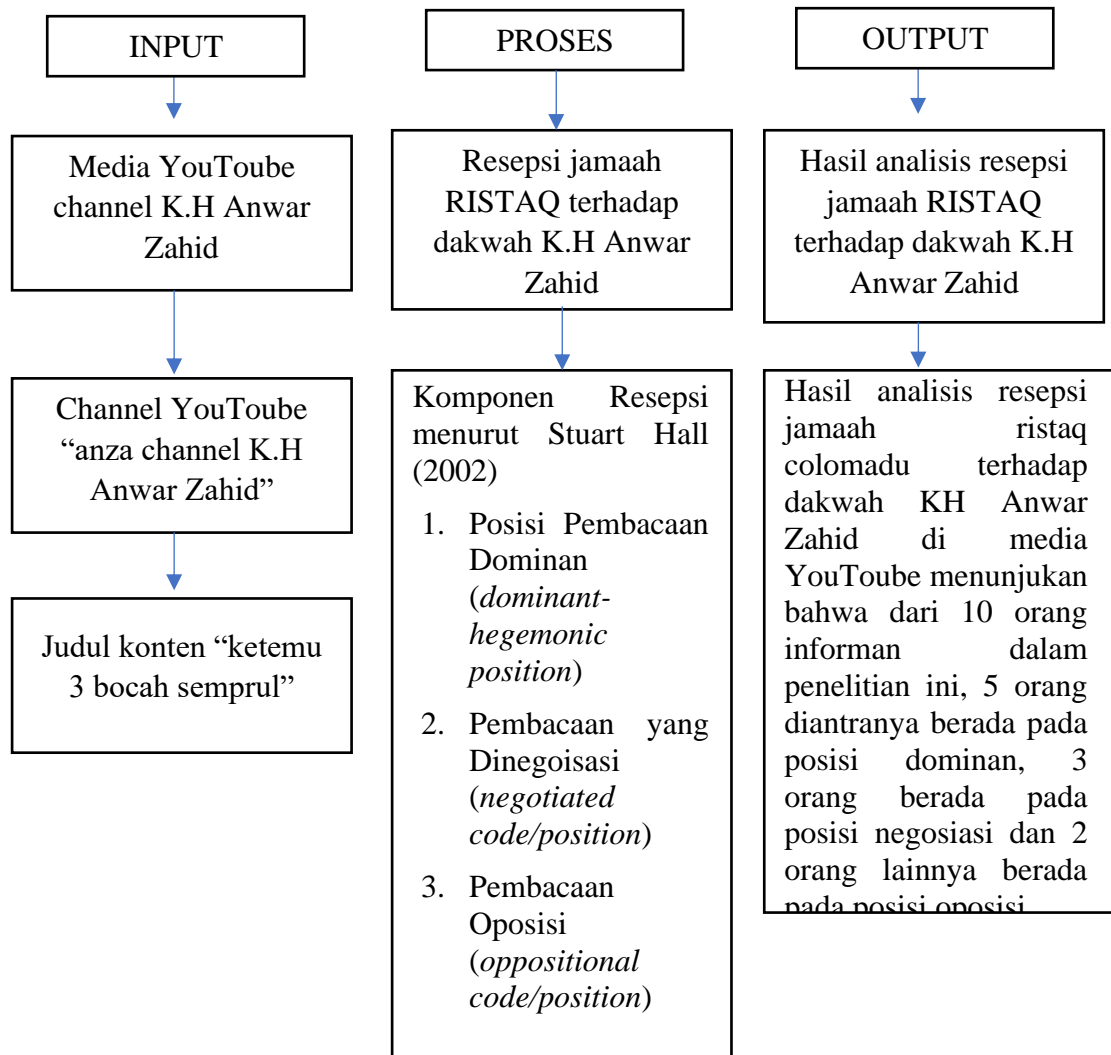 INPUT
Media YouToube
channel K.H Anwar
Zahid
Channel YouToube
“anza channel K.H
Anwar Zahid”
Judul konten “ketemu
3 bocah semprul”
PROSES
Resepsi jamaah
RISTAQ terhadap
dakwah K.H Anwar
Zahid
Komponen Resepsi
menurut Stuart Hall
(2002)
1. Posisi Pembacaan
Dominan
(dominant-
hegemonic
position)
2. Pembacaan yang
Dinegoisasi
(negotiated
code/position)
3. Pembacaan
Oposisi
(oppositional
code/position)
OUTPUT
Hasil analisis resepsi
jamaah RISTAQ
terhadap dakwah K.H
Anwar Zahid
Hasil analisis resepsi
jamaah ristaq
colomadu terhadap
dakwah KH Anwar
Zahid di media
YouToube menunjukan
bahwa dari 10 orang
informan dalam
penelitian ini, 5 orang
diantranya berada pada
posisi dominan, 3
orang berada pada
posisi negosiasi dan 2
orang lainnya berada
pada posisi oposisi